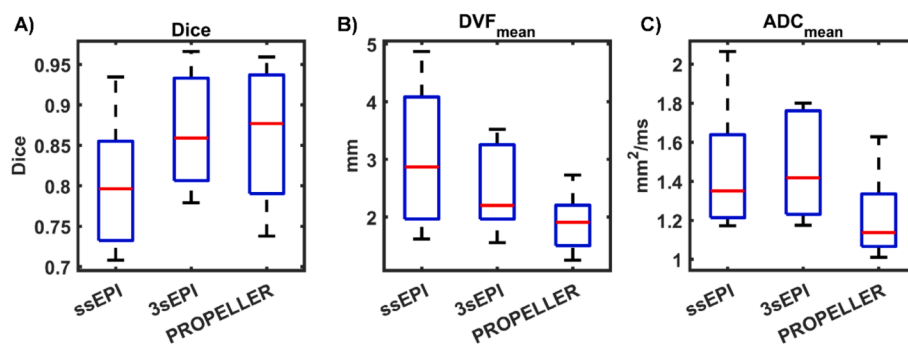 A)
Dice
Dice
0.95
0.9
0.85
0.8
0.75
0.7
ssEPI
3sEPI
PROPELLER
B)
DVFmean
mm
5
4
3
2
ssEPI
3sEPI
PROPELLER
C)
ADCmean
mm²/ms
2
1.8
1.6
1.4
1.2
1
ssEPI
3sEPI
PROPELLER